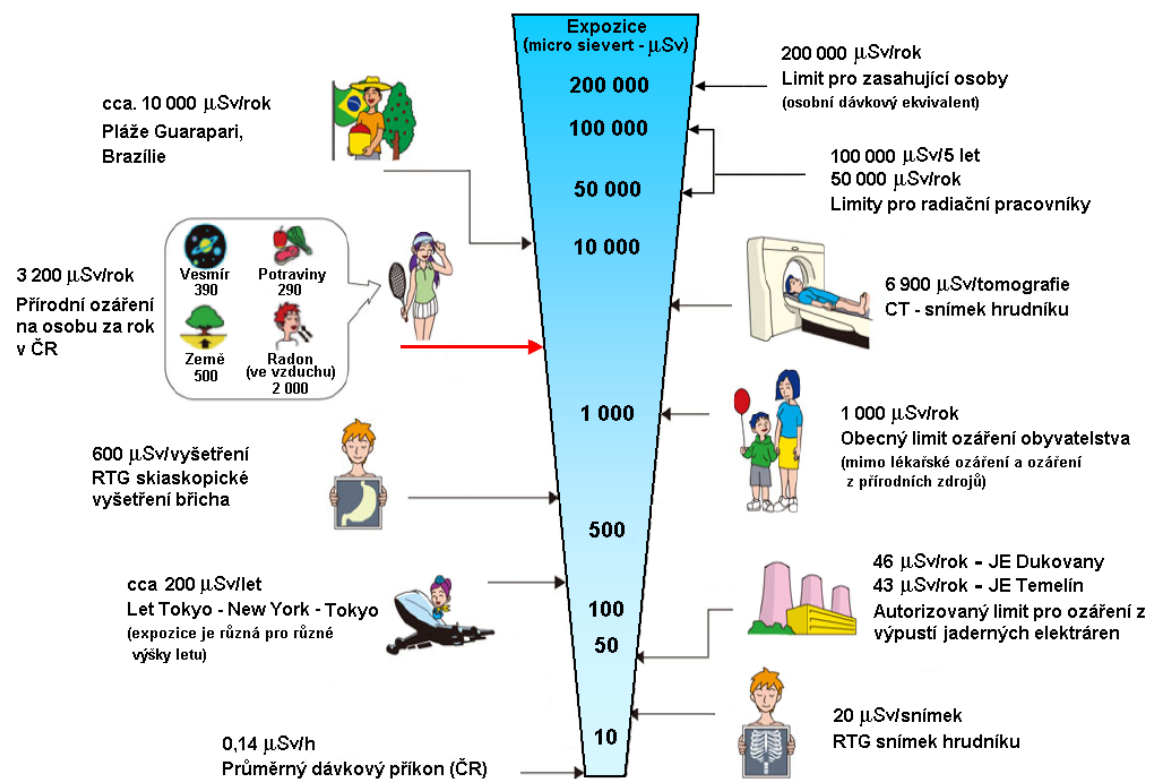 Expozice
(micro sievert - µSv)
200 000
100 000
50 000
10 000
1 000
500
100
50
10
cca. 10 000 µSv/rok
Pláže Guarapari,
Brazílie
3 200 µSv/rok
Přírodní ozáření
na osobu za rok
v ČR
Vesmír
390
Potraviny
290
Země
500
Radon
(ve vzduchu)
2 000
600 µSv/vyšetření
RTG skiaskopické
vyšetření břicha
cca 200 µSv/let
Let Tokyo - New York - Tokyo
(expozice je různá pro různé
výšky letu)
0,14 µSv/h
Průměrný dávkový příkon (ČR)
200 000 µSv/rok
Limit pro zasahující osoby
(osobní dávkový ekvivalent)
100 000 µSv/5 let
50 000 µSv/rok
Limity pro radiační pracovníky
6 900 µSv/tomografie
CT - snímek hrudníku
1 000 µSv/rok
Obecný limit ozáření obyvatelstva
(mimo lékařské ozáření a ozáření
z přírodních zdrojů)
46 µSv/rok - JE Dukovany
43 µSv/rok - JE Temelín
Autorizovaný limit pro ozáření z
výpustí jaderných elektráren
20 µSv/snímek
RTG snímek hrudníku